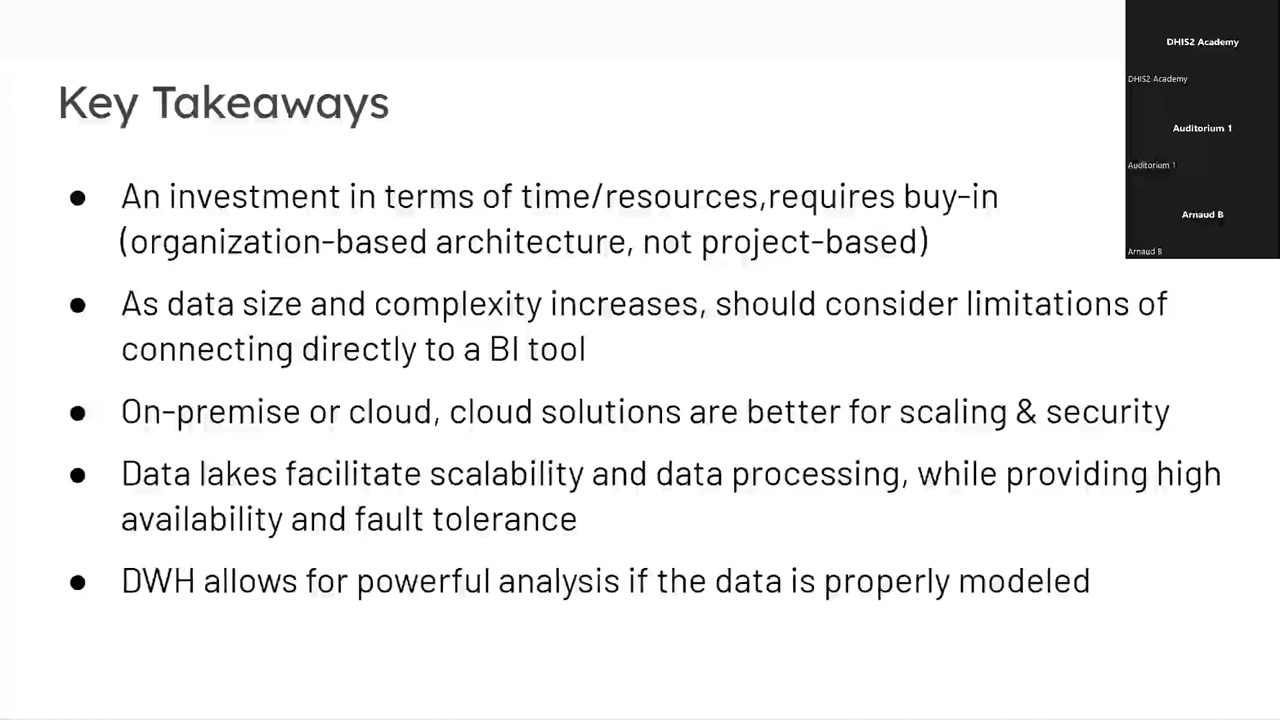 Key Takeaways
● An investment in terms of time/resources,requires buy-in
(organization-based architecture, not project-based)
● As data size and complexity increases, should consider limitations of
connecting directly to a BI tool
● On-premise or cloud, cloud solutions are better for scaling & security
● Data lakes facilitate scalability and data processing, while providing high
availability and fault tolerance
● DWH allows for powerful analysis if the data is properly modeled
DHIS2 Academy
DHIS2 Academy
Auditorium 1
Auditorium 1
Arnaud B
Arnaud B